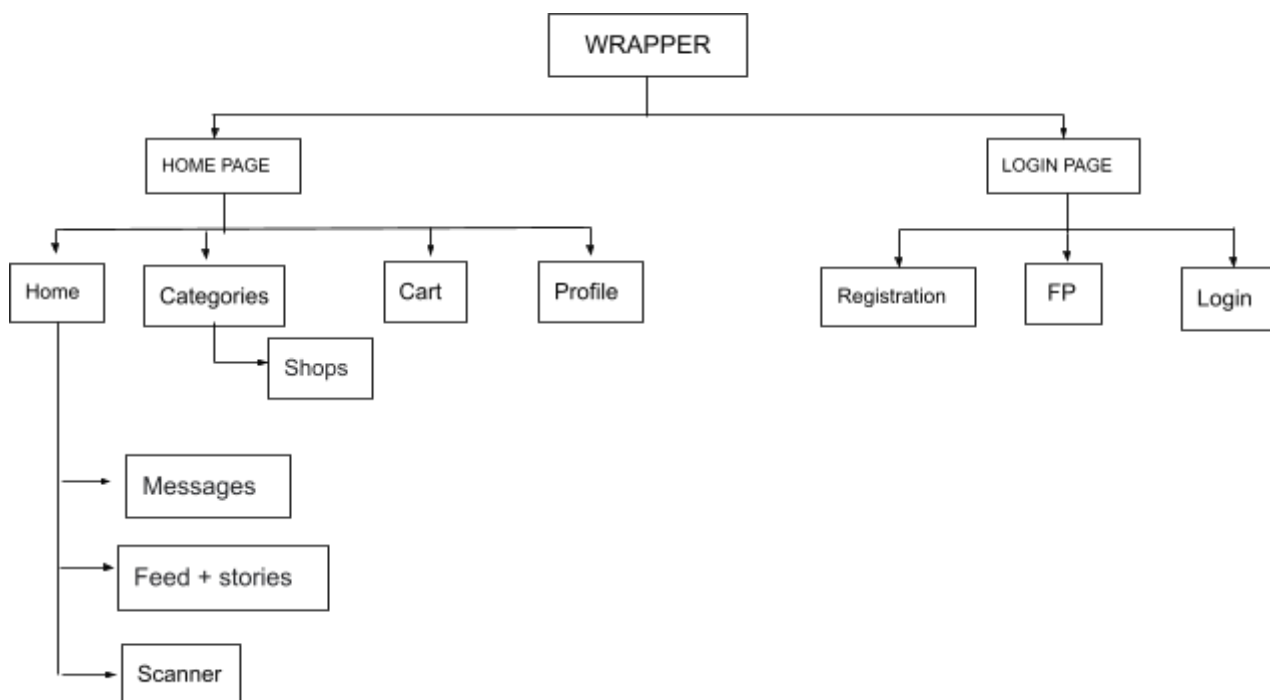 WRAPPER
HOME PAGE
LOGIN PAGE
Home
Categories
Cart
Profile
Registration
FP
Login
Shops
Messages
Feed + stories
Scanner